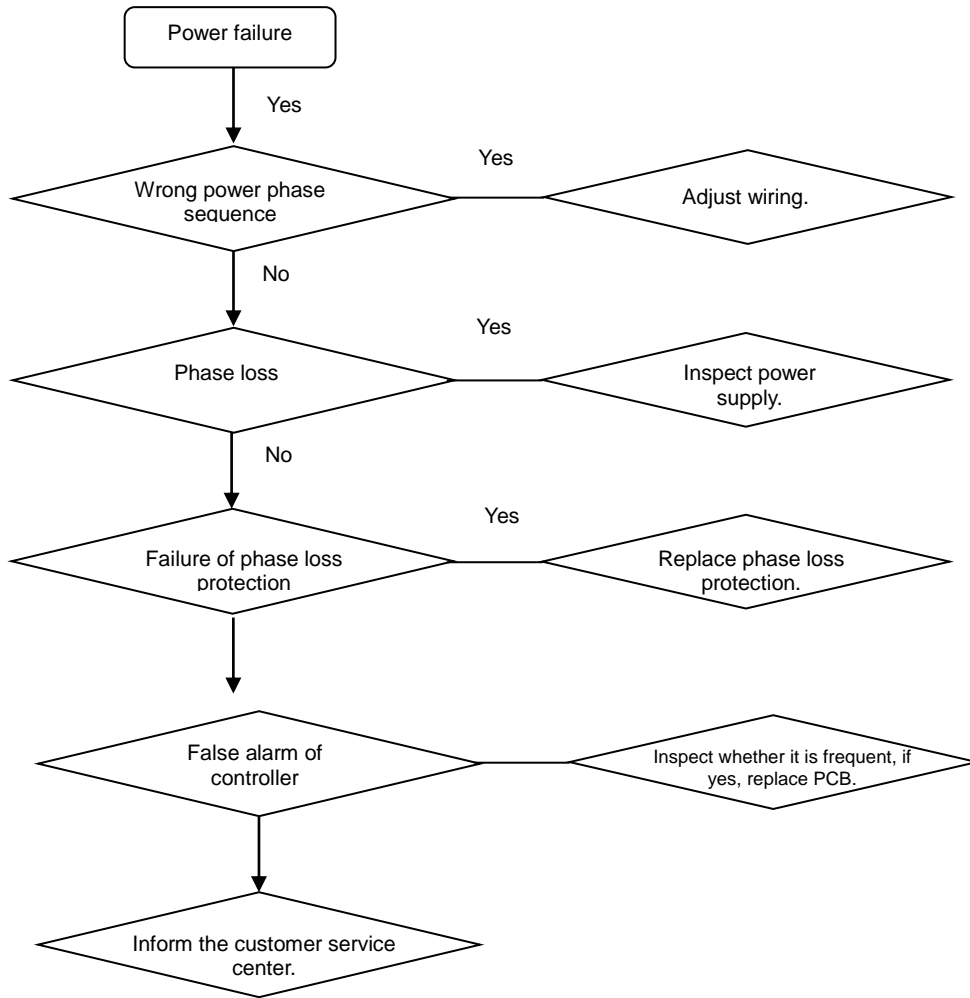 Power failure
Yes
Yes
Wrong power phase
sequence
Adjust wiring.
No
Yes
Phase loss
Inspect power
supply.
No
Yes
Failure of phase loss
protection
Replace phase loss
protection.
False alarm of
controller
Inspect whether it is frequent, if
yes, replace PCB.
Inform the customer service
center.